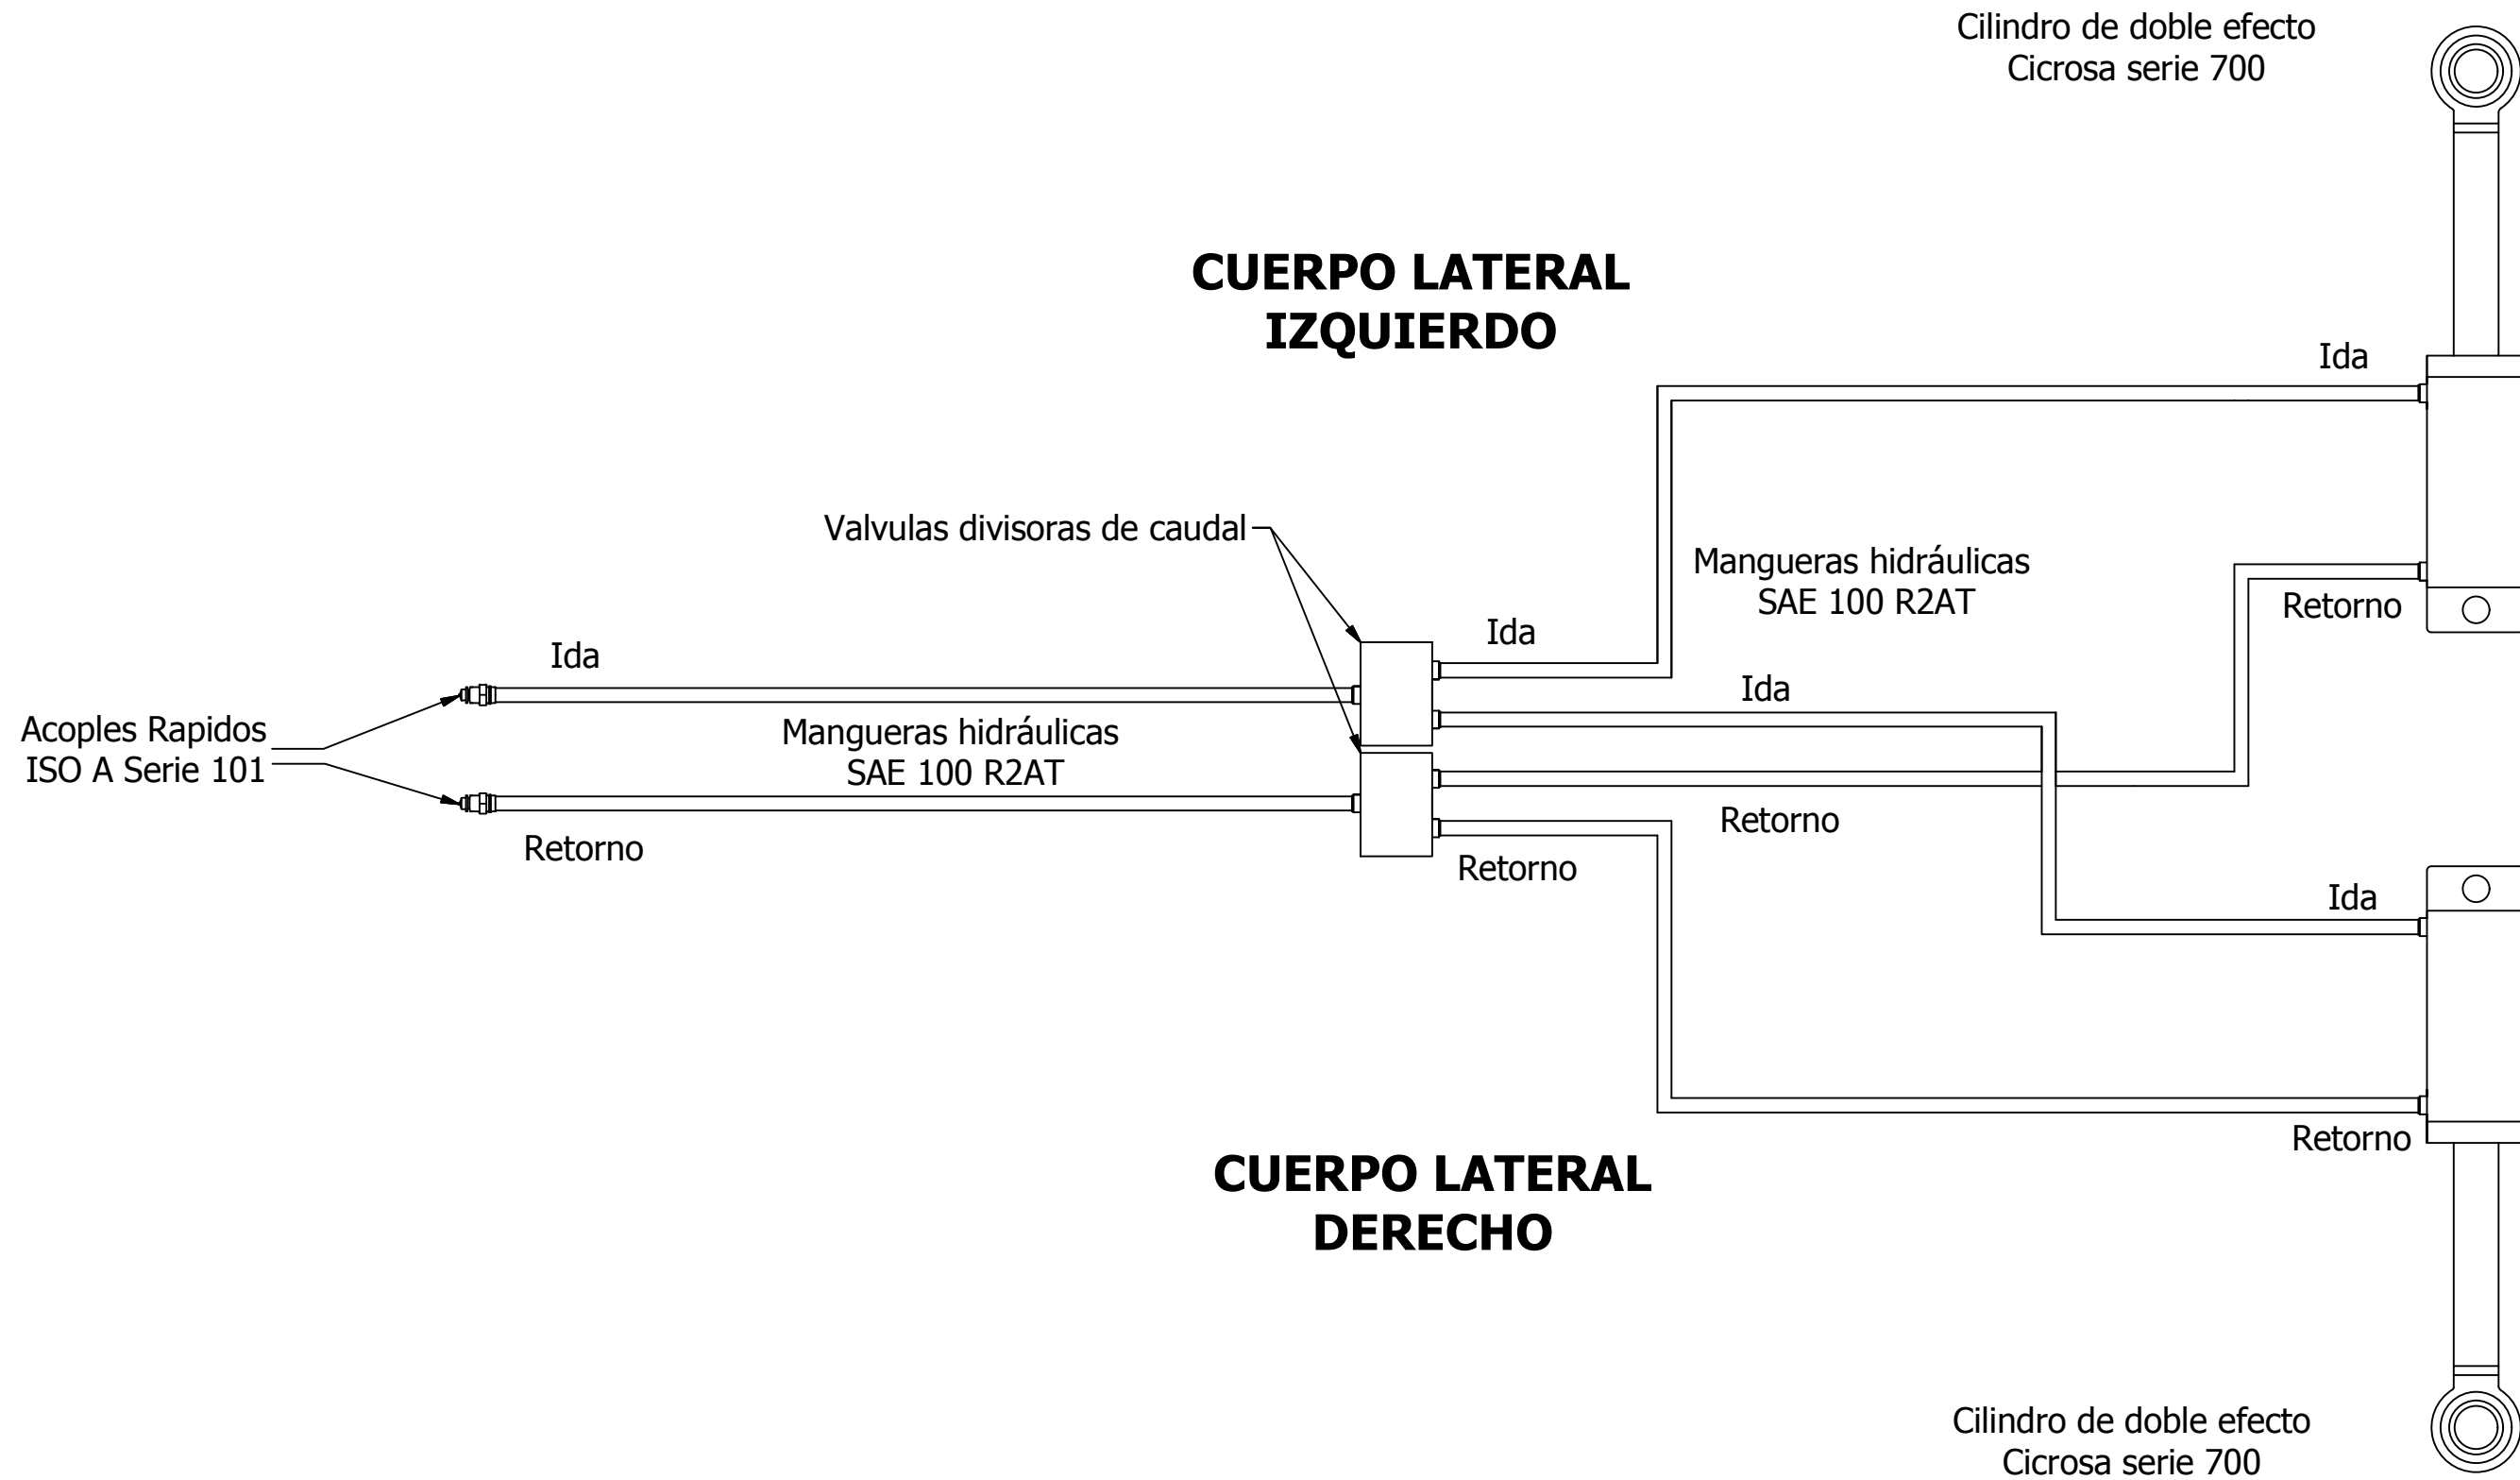 Cilindro de doble efecto
Cicrosa serie 700
CUERPO LATERAL
IZQUIERDO
Ida
Valvulas divisoras de caudal
Mangueras hidráulicas
SAE 100 R2AT
Retorno
Ida
Ida
Ida
Acoples Rapidos
ISO A Serie 101
Mangueras hidráulicas
SAE 100 R2AT
Retorno
Retorno
Retorno
Ida
Retorno
CUERPO LATERAL
DERECHO
Cilindro de doble efecto
Cicrosa serie 700